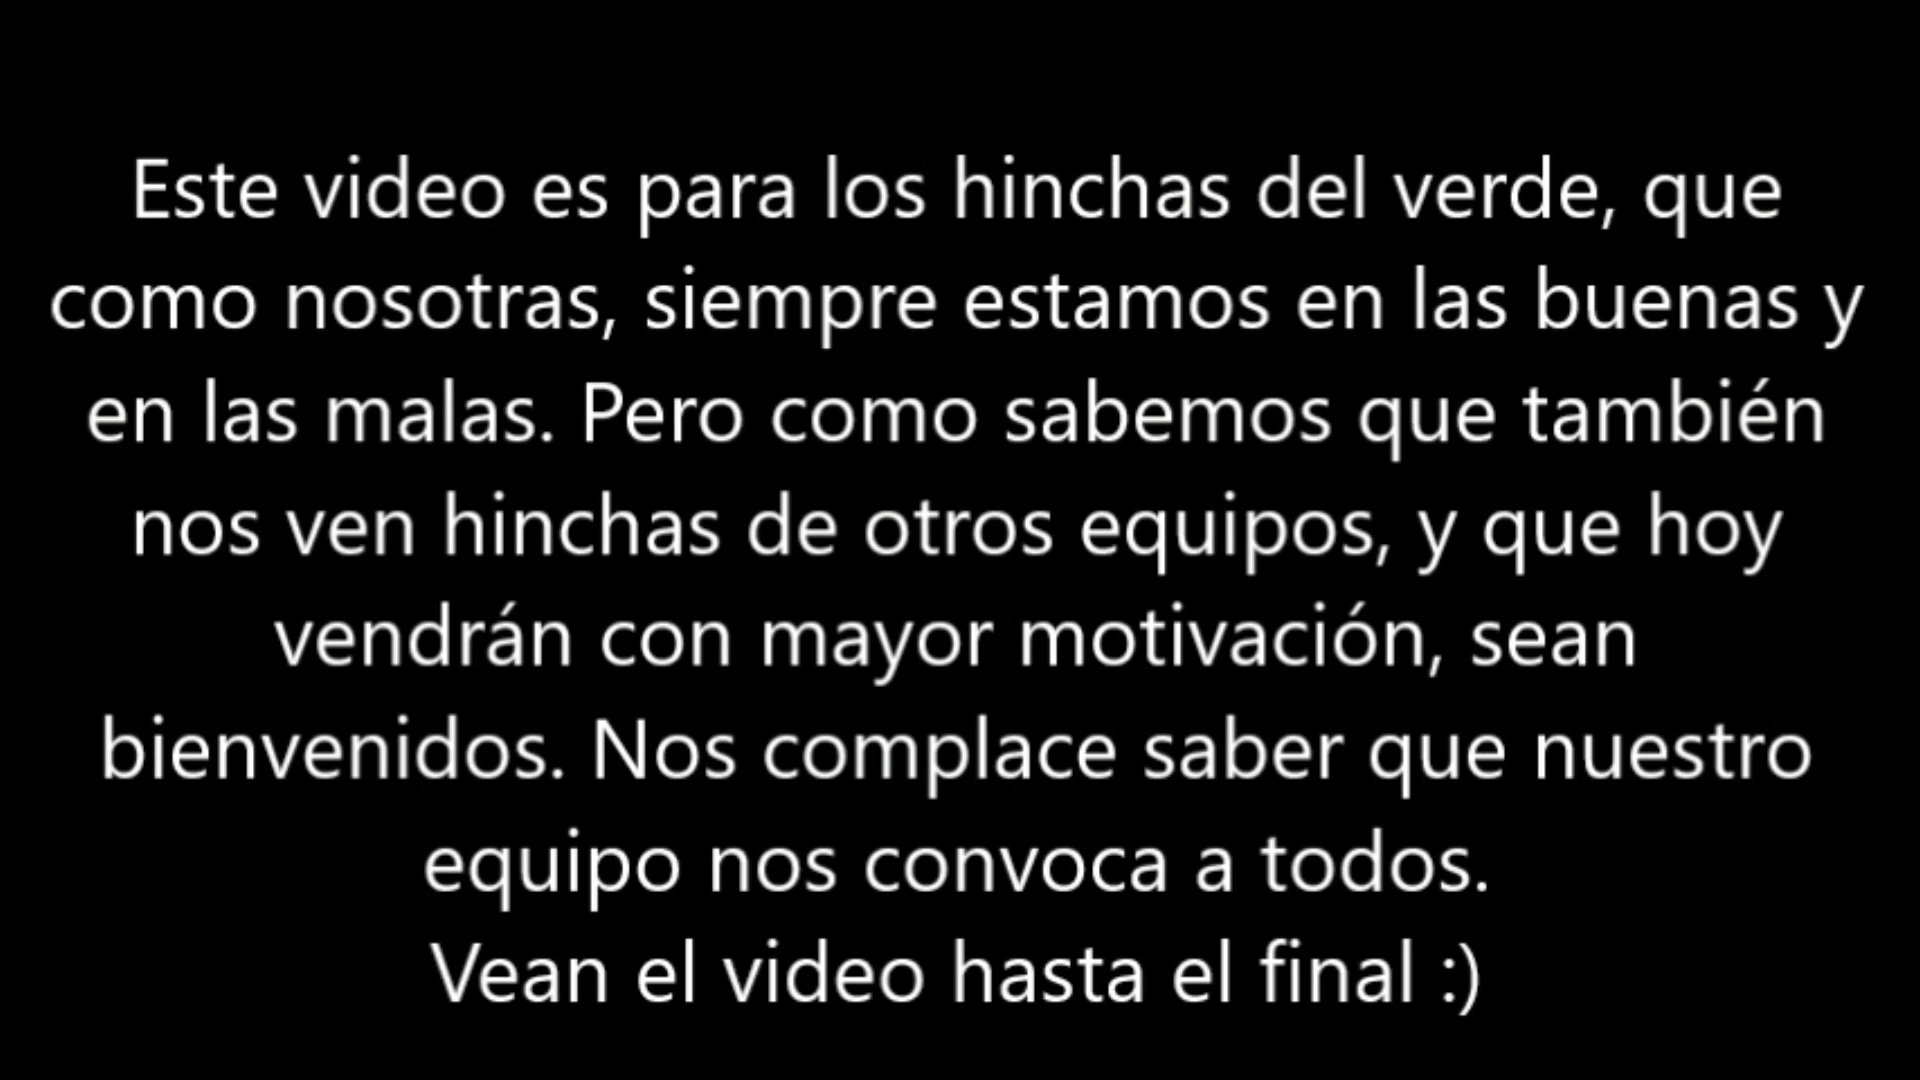 Este video es para los hinchas del verde, que
como nosotras, siempre estamos en las buenas y
en las malas. Pero como sabemos que también
nos ven hinchas de otros equipos, y que hoy
vendrán con mayor motivación, sean
bienvenidos. Nos complace saber que nuestro
equipo nos convoca a todos.
Vean el video hasta el final :)